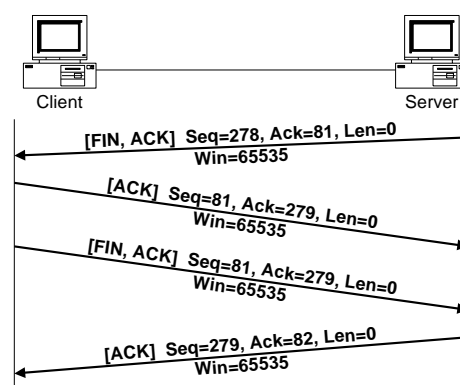 Client
Server
[FIN, ACK] Seq=278, Ack=81, Len=0
Win=65535
[ACK] Seq=81, Ack=279, Len=0
Win=65535
[FIN, ACK] Seq=81, Ack=279, Len=0
Win=65535
[ACK] Seq=279, Ack=82, Len=0
Win=65535